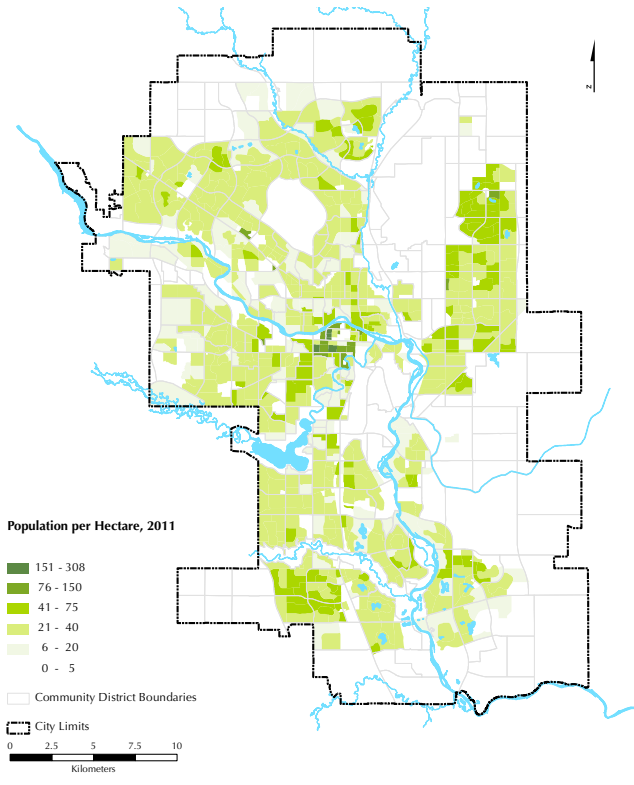 N
Population per Hectare, 2011
151 - 308
76 - 150
41 - 75
21 - 40
6 - 20
0 - 5
Community District Boundaries
City Limits
0 2.5 5 7.5 10
Kilometers